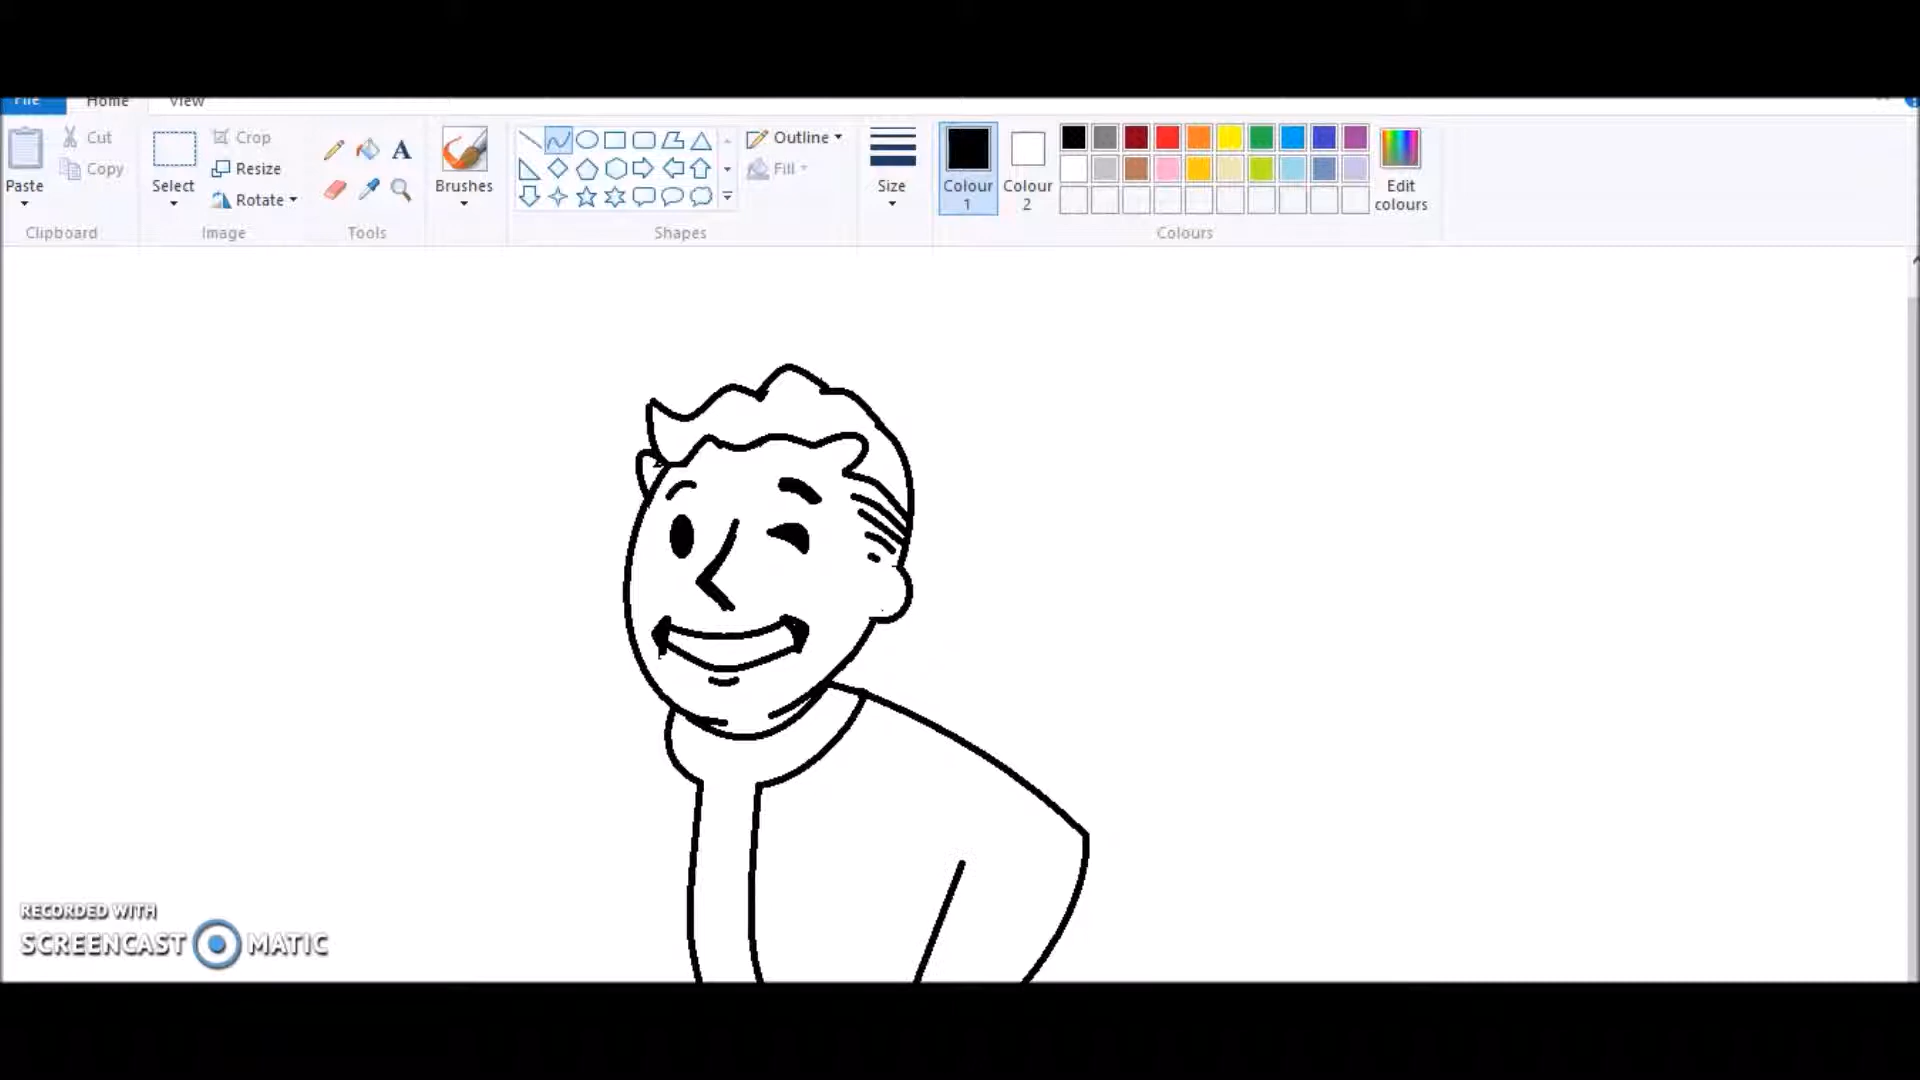 File Home View
Cut
Crop
Outline
Copy
Resize
Fill
Paste
Select
Rotate
Brushes
Size
Colour 1
Colour 2
Edit colours
Clipboard
Image
Tools
Shapes
Colours
A
RECORDED WITH
SCREENCAST MATIC